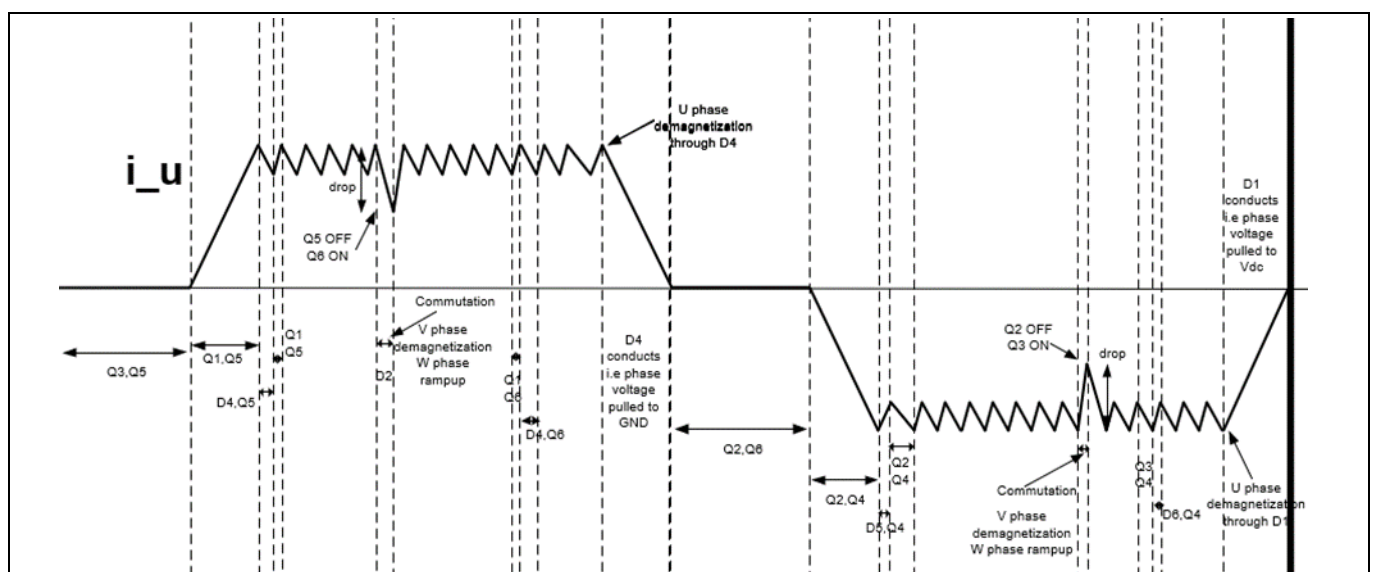 i_u
U phase
demagnetization
through D4
drop
Q5 OFF
Q6 ON
Q3,Q5
Q1,Q5
D4,Q5
Q1
Q5
D2
Commutation
V phase
demagnetization
W phase
rampup
Q1
Q6
D4,Q6
D4
conducts
i.e phase
voltage
pulled to
GND
Q2,Q6
Q2,Q4
D5,Q4
Q2
Q4
Q2 OFF
Q3 ON
drop
Commutation
V phase
demagnetization
W phase rampup
Q3
Q4
D6,Q4
D1
conducts
i.e phase
voltage
pulled to
Vdc
U phase
demagnetization
through D1